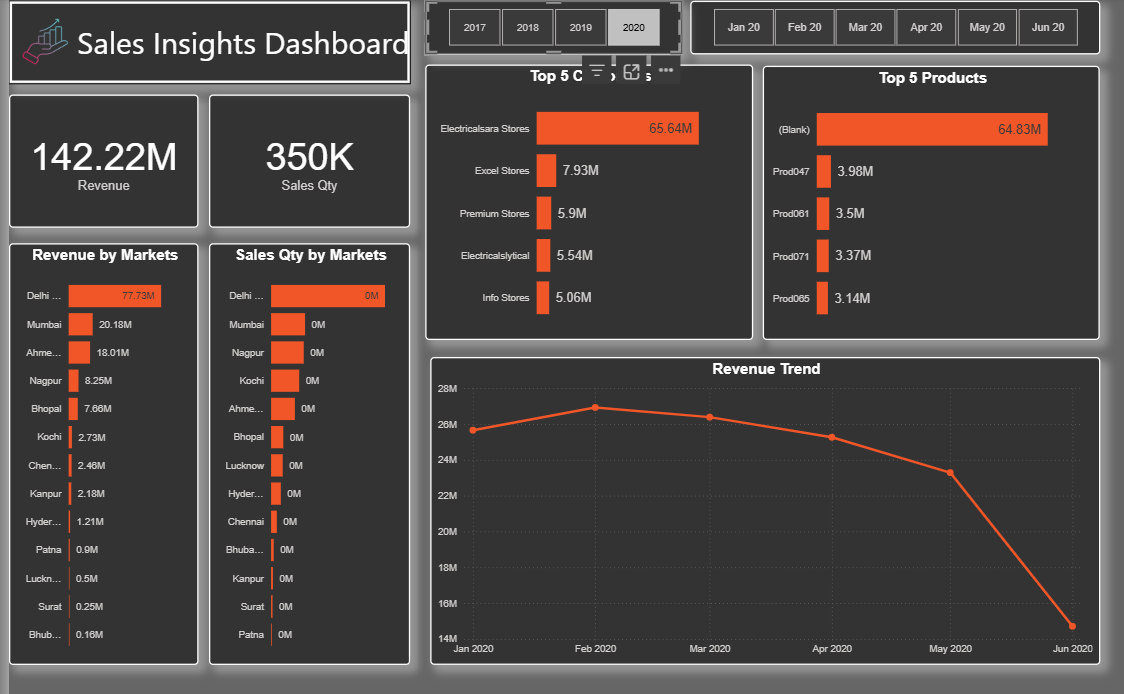 Sales Insights Dashboard
2017
2018
2019
2020
Jan 20
Feb 20
Mar 20
Apr 20
May 20
Jun 20
142.22M
Revenue
350K
Sales Qty
Top 5
Electricalsara Stores 65.64M
Excel Stores 7.93M
Premium Stores 5.9M
Electricalslytical 5.54M
Info Stores 5.06M
Top 5 Products
(Blank) 64.83M
Prod047 3.98M
Prod061 3.5M
Prod071 3.37M
Prod065 3.14M
Revenue by Markets
Delhi ... 77.73M
Mumbai 20.18M
Ahme... 18.01M
Nagpur 8.25M
Bhopal 7.66M
Kochi 2.73M
Chen... 2.46M
Kanpur 2.18M
Hyder... 1.21M
Patna 0.9M
Luckn... 0.5M
Surat 0.25M
Bhub... 0.16M
Sales Qty by Markets
Delhi ... 0M
Mumbai 0M
Nagpur 0M
Kochi 0M
Ahme... 0M
Bhopal 0M
Lucknow 0M
Hyder... 0M
Chennai 0M
Bhuba... 0M
Kanpur 0M
Surat 0M
Patna 0M
Revenue Trend
28M
26M
24M
22M
20M
18M
16M
14M
Jan 2020 Feb 2020 Mar 2020 Apr 2020 May 2020 Jun 2020